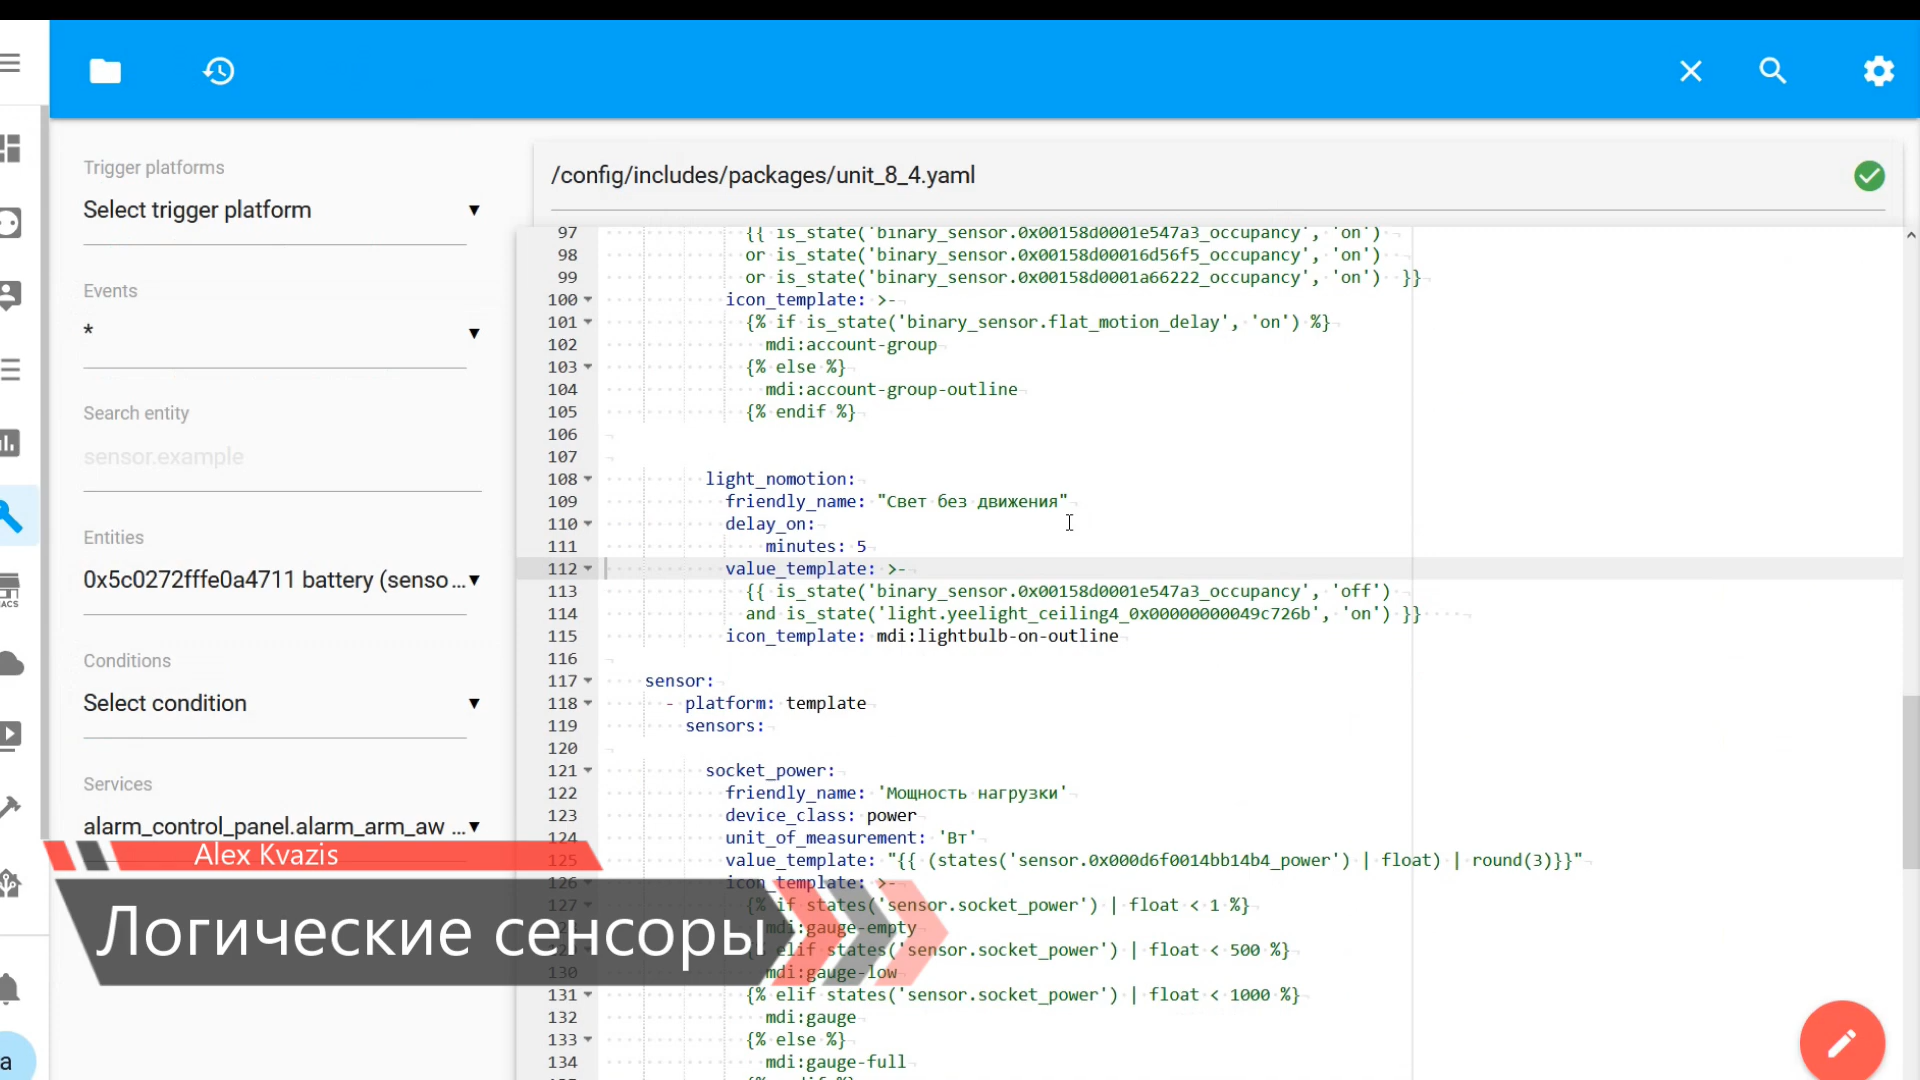 Trigger platforms
Select trigger platform
Events
*
Search entity
sensor.example
Entities
0x5c0272fffe0a4711 battery (senso ...
Conditions
Select condition
Services
alarm_control_panel.alarm_arm_aw ...
/config/includes/packages/unit_8_4.yaml
97 {{ is_state('binary_sensor.0x00158d0001e547a3_occupancy', 'on')
98 or is_state('binary_sensor.0x00158d00016d56f5_occupancy', 'on')
99 or is_state('binary_sensor.0x00158d0001a66222_occupancy', 'on') }}
100 icon_template: >-
101 {% if is_state('binary_sensor.flat_motion_delay', 'on') %}
102 mdi:account-group
103 {% else %}
104 mdi:account-group-outline
105 {% endif %}
106
107
108 light_nomotion:
109 friendly_name: "Свет без движения"
110 delay_on:
111 minutes: 5
112 value_template: >-
113 {{ is_state('binary_sensor.0x00158d0001e547a3_occupancy', 'off')
114 and is_state('light.yeelight_ceiling4_0x00000000049c726b', 'on') }}
115 icon_template: mdi:lightbulb-on-outline
116
117 sensor:
118 - platform: template
119 sensors:
120
121 socket_power:
122 friendly_name: 'Мощность нагрузки'
123 device_class: power
124 unit_of_measurement: 'Вт'
125 value_template: "{{ (states('sensor.0x000d6f0014bb14b4_power') | float) | round(3)}}"
126 icon_template: >-
127 {% if states('sensor.socket_power') | float < 1 %}
mdi:gauge-empty
elif states('sensor.socket_power') | float < 500 %}
130 mdi:gauge-low
131 {% elif states('sensor.socket_power') | float < 1000 %}
132 mdi:gauge
133 {% else %}
134 mdi:gauge-full
Alex Kvazis
Логические сенсоры
a